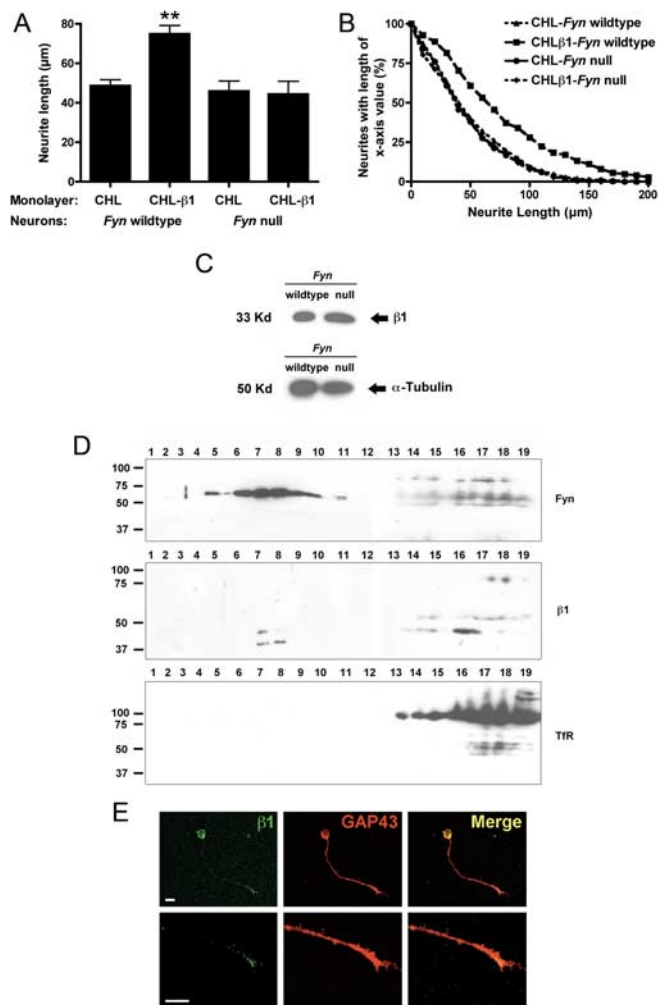 A
**
Neurite length (µm)
80
60
40
20
0
Monolayer: CHL CHL-β1 CHL CHL-β1
Neurons: Fyn wildtype Fyn null
B
Neurites with length of
x-axis value (%)
100
75
50
25
0
0 50 100 150 200
Neurite Length (µm)
CHL-Fyn wildtype
CHLβ1-Fyn wildtype
CHL-Fyn null
CHLβ1-Fyn null
C
Fyn
wildtype null
33 Kd β1
Fyn
wildtype null
50 Kd α-Tubulin
D
1 2 3 4 5 6 7 8 9 10 11 12 13 14 15 16 17 18 19
100
75
50
37
Fyn
1 2 3 4 5 6 7 8 9 10 11 12 13 14 15 16 17 18 19
100
75
50
37
β1
1 2 3 4 5 6 7 8 9 10 11 12 13 14 15 16 17 18 19
100
75
50
37
TfR
E
β1 GAP43 Merge